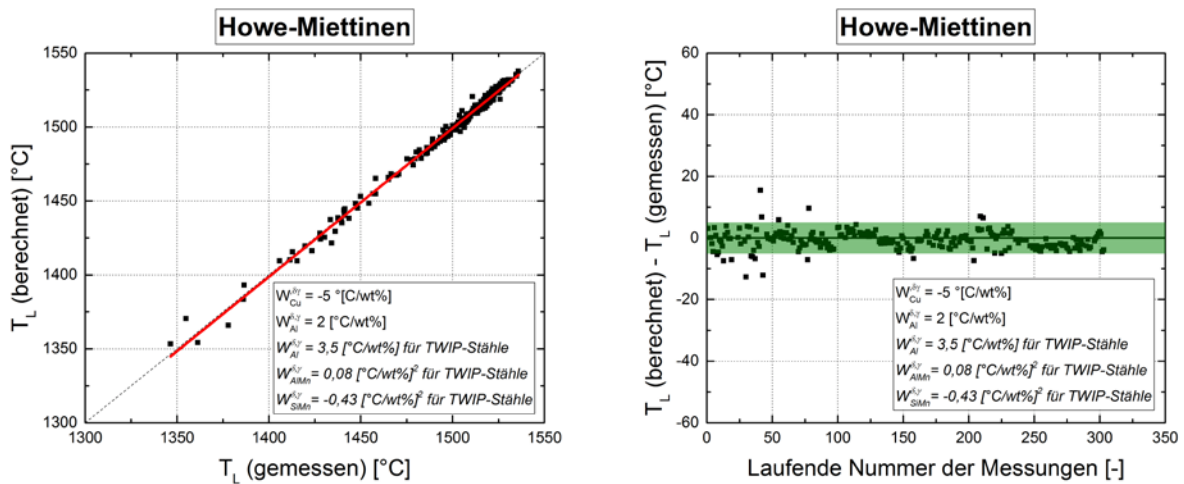 Howe-Miettinen
1550
1500
1450
1400
1350
1300
1300
1350
1400
1450
1500
1550
T_L (berechnet) [°C]
T_L (gemessen) [°C]
W_Cu^δγ = -5 °[C/wt%]
W_Al^δ,γ = 2 [°C/wt%]
W_Al^δ,γ = 3,5 [°C/wt%] für TWIP-Stähle
W_AlMn^δ,γ = 0,08 [°C/wt%]² für TWIP-Stähle
W_SiMn^δ,γ = -0,43 [°C/wt%]² für TWIP-Stähle
Howe-Miettinen
60
40
20
0
-20
-40
-60
0
50
100
150
200
250
300
350
T_L (berechnet) - T_L (gemessen) [°C]
Laufende Nummer der Messungen [-]
W_Cu^δγ = -5 °[C/wt%]
W_Al^δ,γ = 2 [°C/wt%]
W_Al^δ,γ = 3,5 [°C/wt%] für TWIP-Stähle
W_AlMn^δ,γ = 0,08 [°C/wt%]² für TWIP-Stähle
W_SiMn^δ,γ = -0,43 [°C/wt%]² für TWIP-Stähle